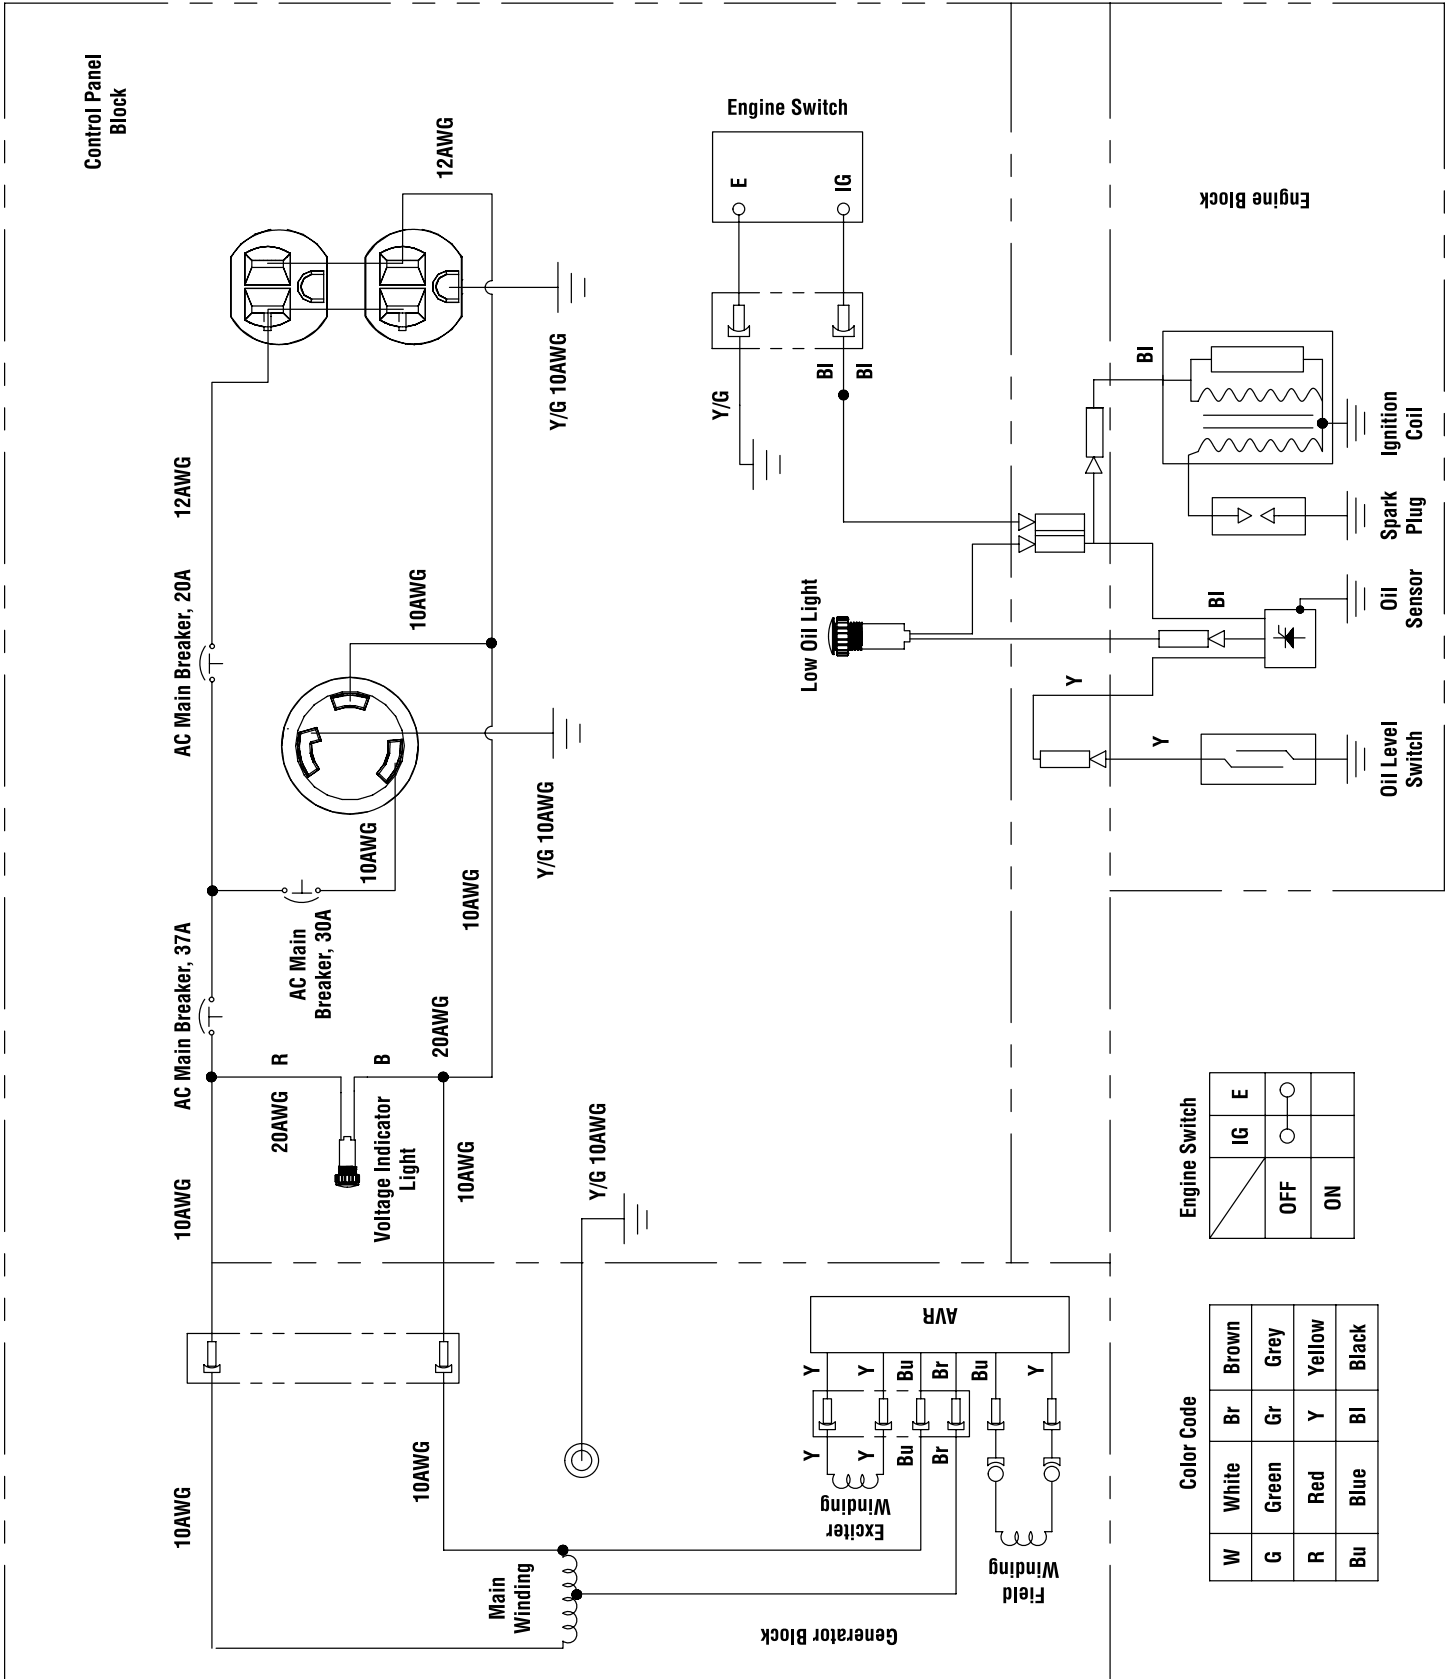 Control Panel
Block
12AWG
12AWG
Y/G 10AWG
AC Main Breaker, 20A
10AWG
Y/G 10AWG
10AWG
10AWG
AC Main
Breaker, 30A
AC Main Breaker, 37A
R
B
20AWG
20AWG
Voltage Indicator
Light
10AWG
10AWG
Y/G 10AWG
10AWG
10AWG
Main
Winding
Generator Block
Engine Switch
E
IG
Y/G
Bl
Bl
Low Oil Light
Engine Block
Bl
Ignition
Coil
Spark
Plug
Oil
Sensor
Bl
Y
Y
Oil Level
Switch
AVR
Y
Y
Bu
Br
Bu
Y
Y
Y
Bu
Br
Exciter
Winding
Field
Winding
Engine Switch
IG E
OFF
ON
Color Code
W White Br Brown
G Green Gr Grey
R Red Y Yellow
Bu Blue Bl Black